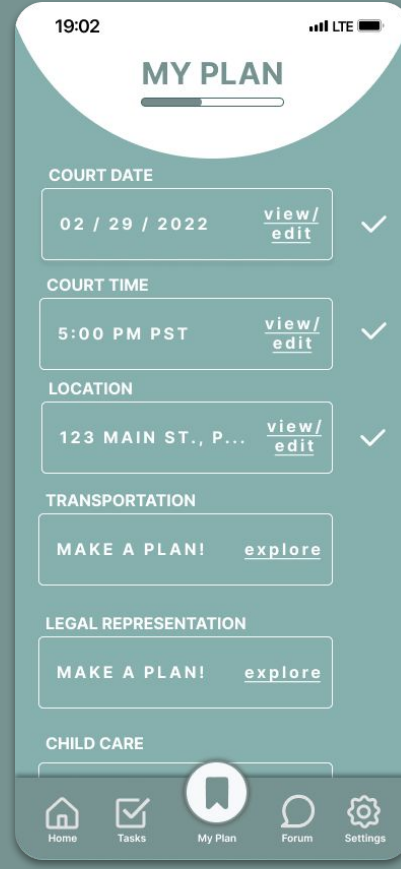 19:02 LTE
MY PLAN
COURT DATE
02 / 29 / 2022 view/
edit
COURT TIME
5:00 PM PST view/
edit
LOCATION
123 MAIN ST., P... view/
edit
TRANSPORTATION
MAKE A PLAN! explore
LEGAL REPRESENTATION
MAKE A PLAN! explore
CHILD CARE
Home Tasks My Plan Forum Settings